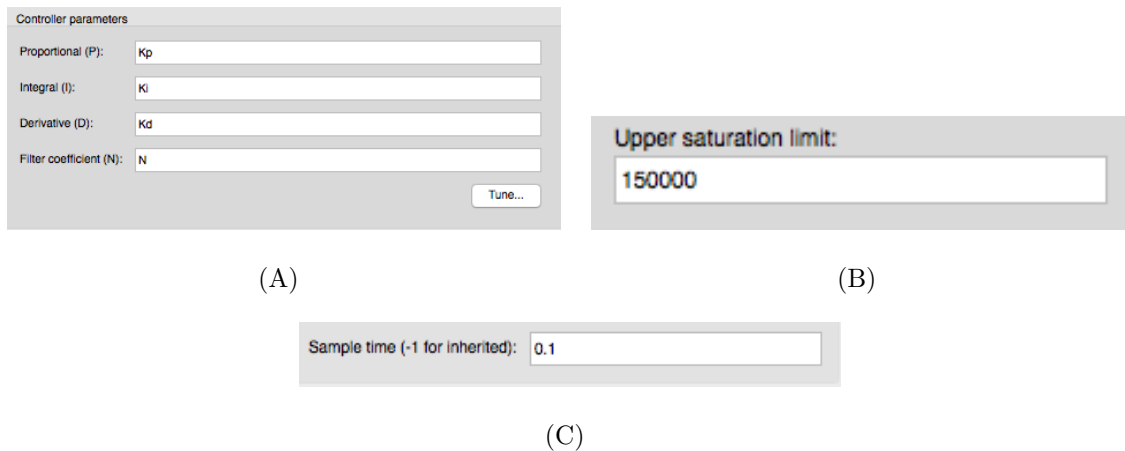 Controller parameters
Proportional (P): Kp
Integral (I): Ki
Derivative (D): Kd
Filter coefficient (N): N
Tune...
Upper saturation limit:
150000
(A)
(B)
Sample time (-1 for inherited): 0.1
(C)